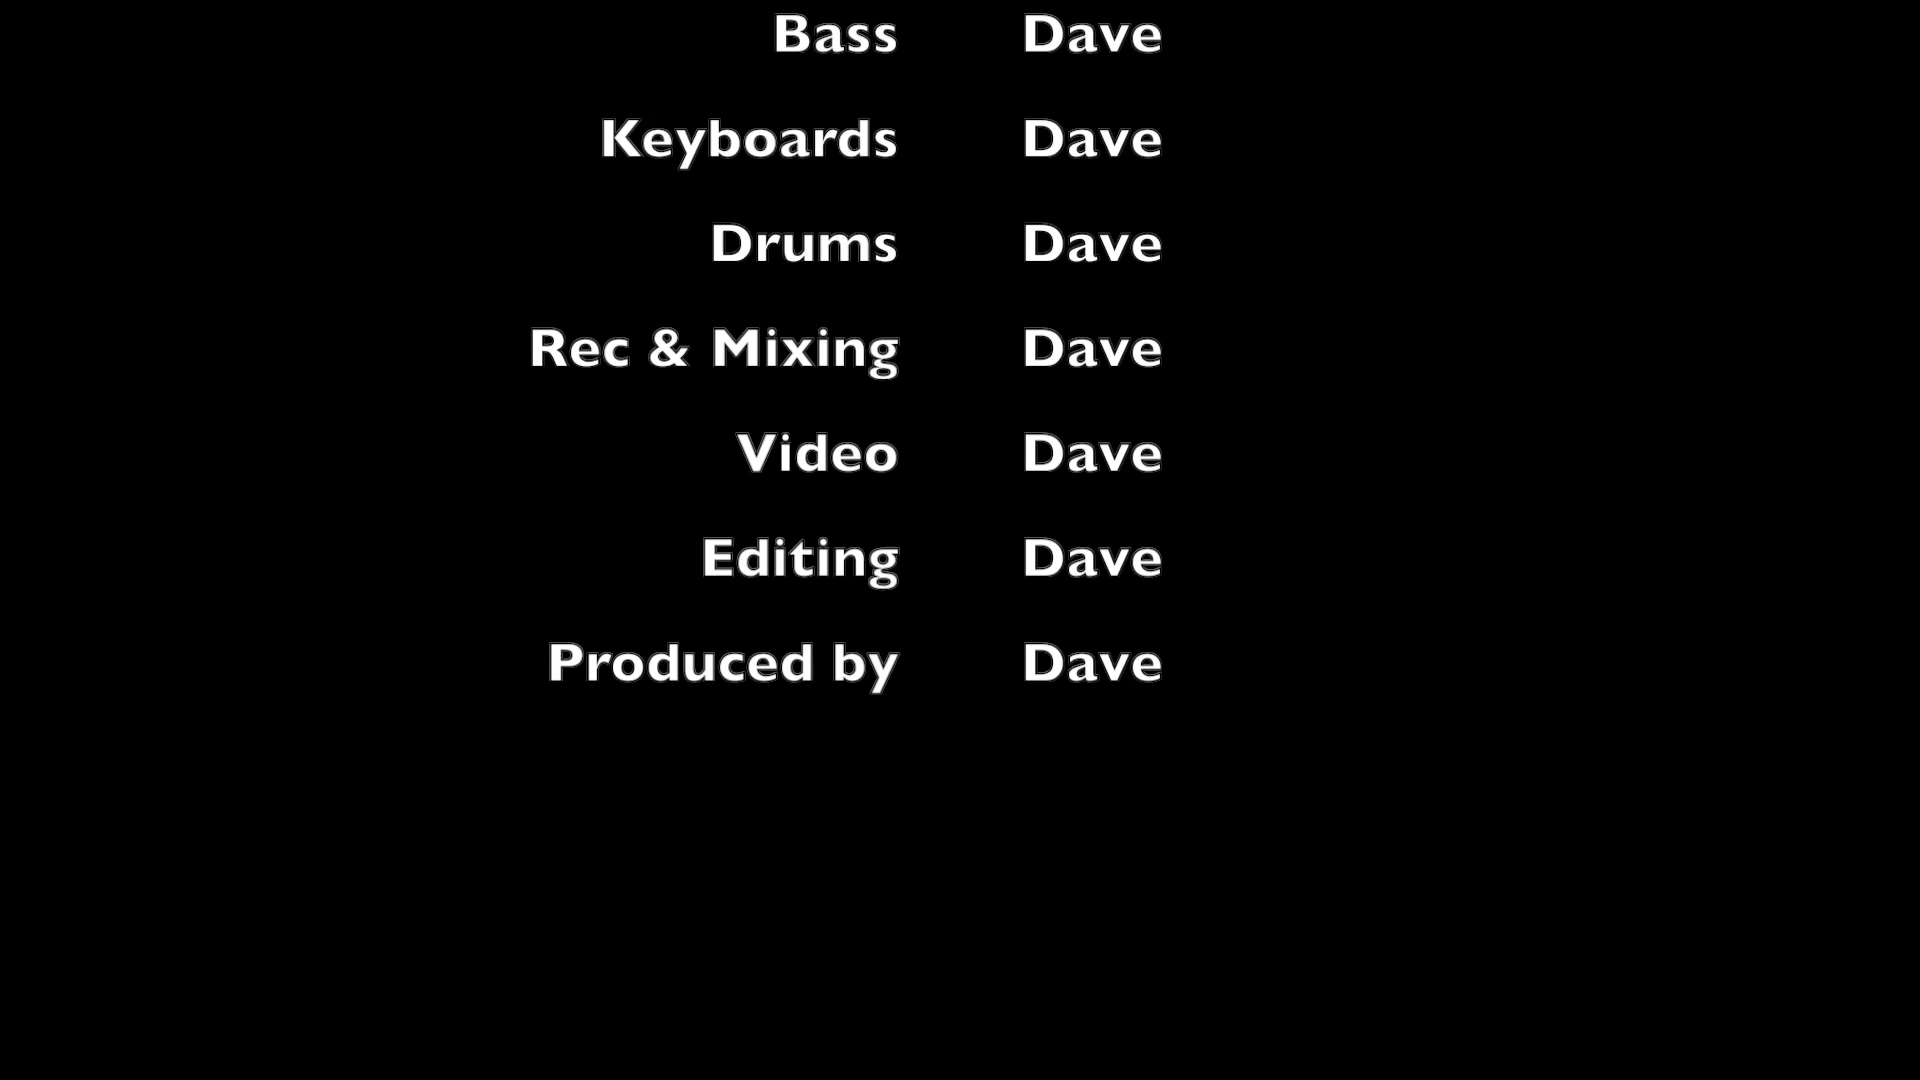 Bass Dave
Keyboards Dave
Drums Dave
Rec & Mixing Dave
Video Dave
Editing Dave
Produced by Dave